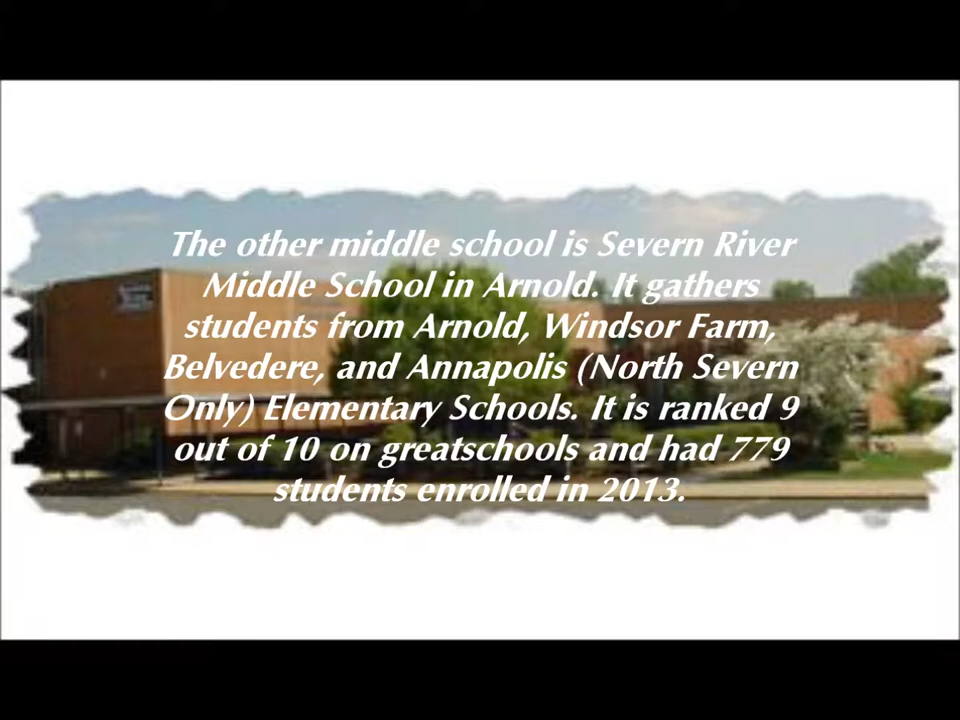 The other middle school is Severn River
Middle School in Arnold. It gathers
students from Arnold, Windsor Farm,
Belvedere, and Annapolis (North Severn
Only) Elementary Schools. It is ranked 9
out of 10 on greatschools and had 779
students enrolled in 2013.